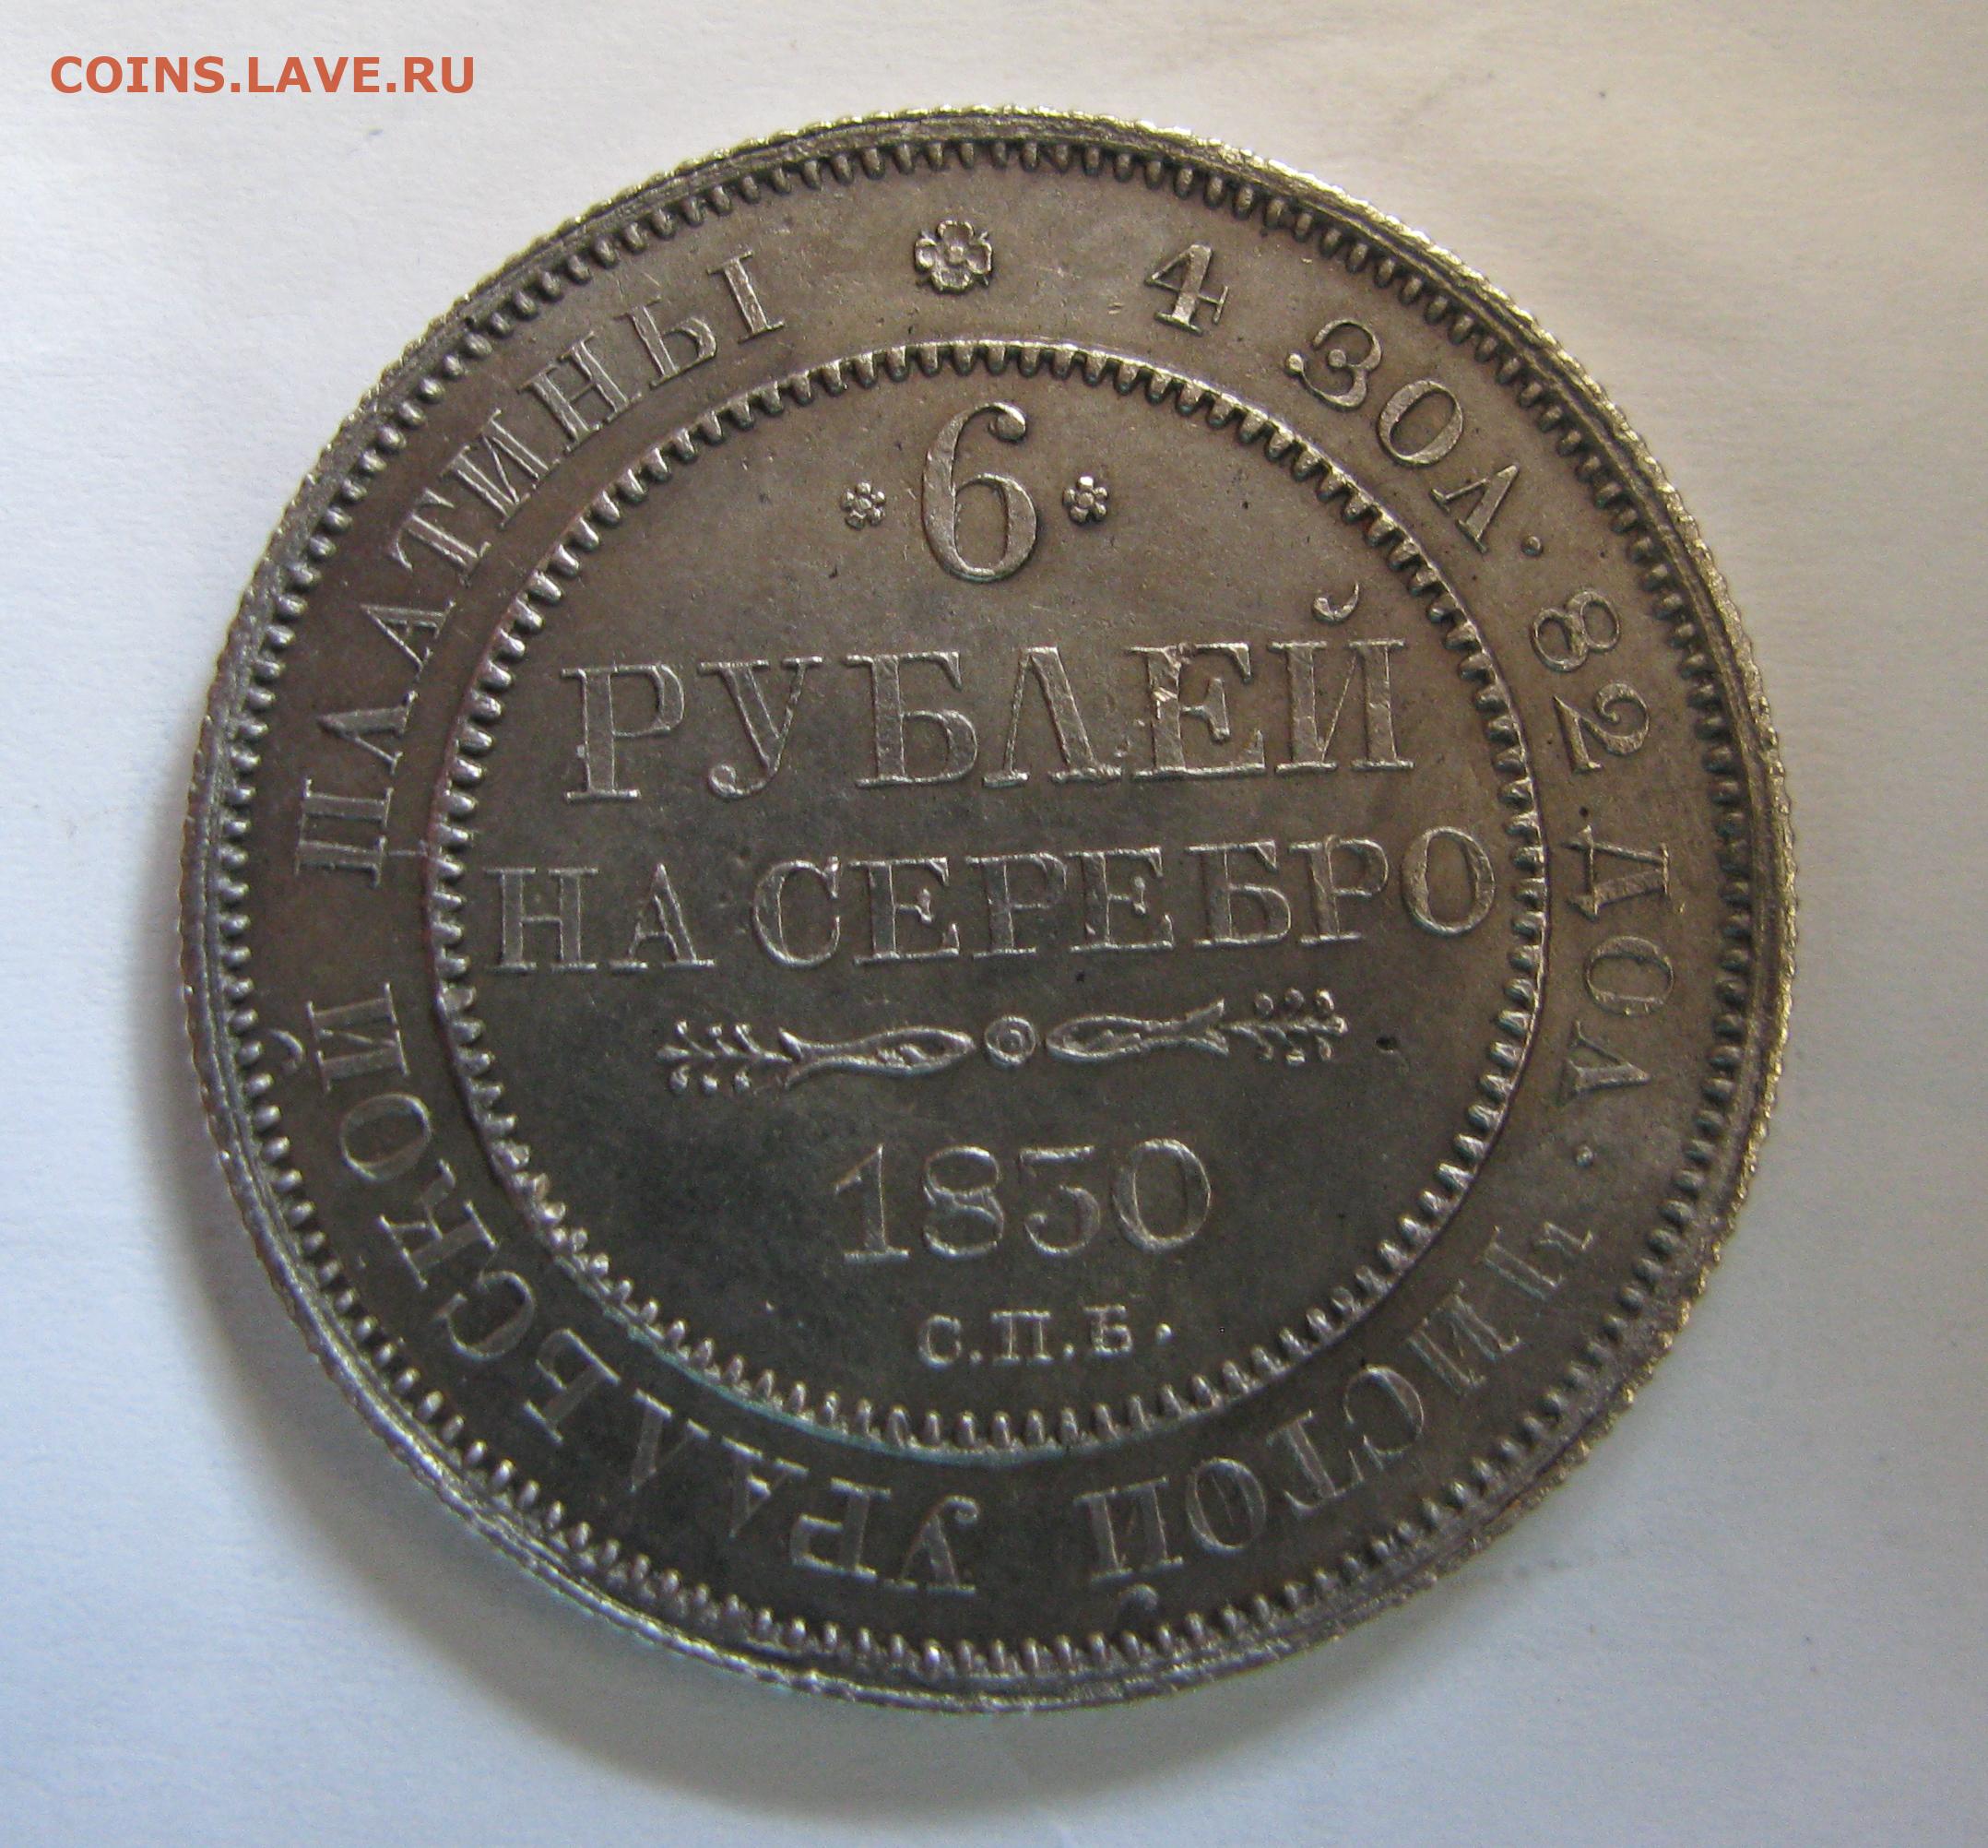 COINS.LAVE.RU
4 ЗОЛ. 82 ДОЛ. ЧИСТОЙ УРАЛЬСКОЙ ПЛАТИНЫ
6
РУБЛЕЙ
НА СЕРЕБРО
1830
С.П.Б.